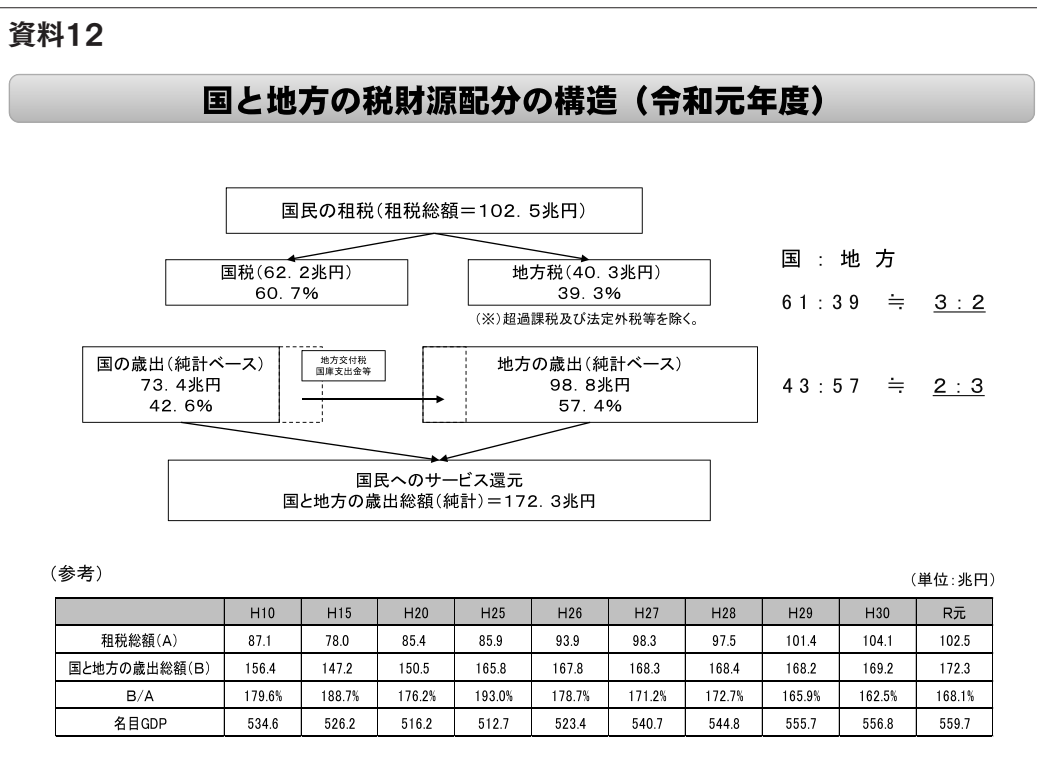 資料12
国と地方の税財源配分の構造（令和元年度）
国民の租税（租税総額＝102．5兆円）
国税（62．2兆円）
60．7%
地方税（40．3兆円）
39．3%
（※）超過課税及び法定外税等を除く。
国 ： 地 方
61：39 ≒ 3：2
国の歳出（純計ベース）
73．4兆円
42．6%
地方交付税
国庫支出金等
地方の歳出（純計ベース）
98．8兆円
57．4%
43：57 ≒ 2：3
国民へのサービス還元
国と地方の歳出総額（純計）＝172．3兆円
（参考）
（単位：兆円）
H10 H15 H20 H25 H26 H27 H28 H29 H30 R元
租税総額（A） 87.1 78.0 85.4 85.9 93.9 98.3 97.5 101.4 104.1 102.5
国と地方の歳出総額（B） 156.4 147.2 150.5 165.8 167.8 168.3 168.4 168.2 169.2 172.3
B/A 179.6% 188.7% 176.2% 193.0% 178.7% 171.2% 172.7% 165.9% 162.5% 168.1%
名目GDP 534.6 526.2 516.2 512.7 523.4 540.7 544.8 555.7 556.8 559.7